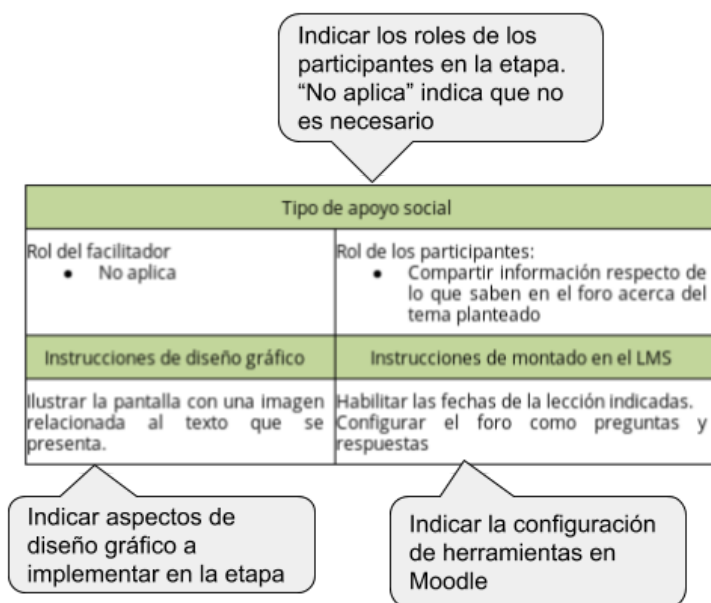 Indicar los roles de los
participantes en la etapa.
“No aplica” indica que no
es necesario
Tipo de apoyo social
Rol del facilitador
● No aplica
Rol de los participantes:
● Compartir información respecto de
lo que saben en el foro acerca del
tema planteado
Instrucciones de diseño gráfico
Instrucciones de montado en el LMS
Ilustrar la pantalla con una imagen
relacionada al texto que se
presenta.
Habilitar las fechas de la lección indicadas.
Configurar el foro como preguntas y
respuestas
Indicar aspectos de
diseño gráfico a
implementar en la etapa
Indicar la configuración
de herramientas en
Moodle